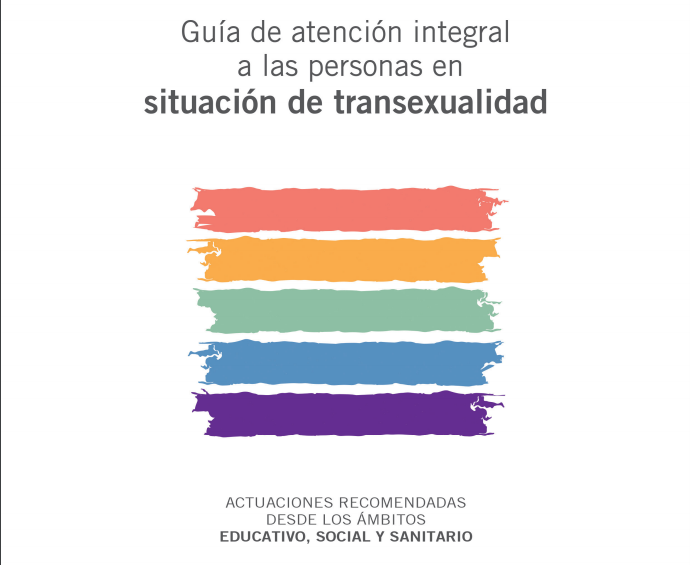 Guía de atención integral
a las personas en
situación de transexualidad
ACTUACIONES RECOMENDADAS
DESDE LOS ÁMBITOS
EDUCATIVO, SOCIAL Y SANITARIO